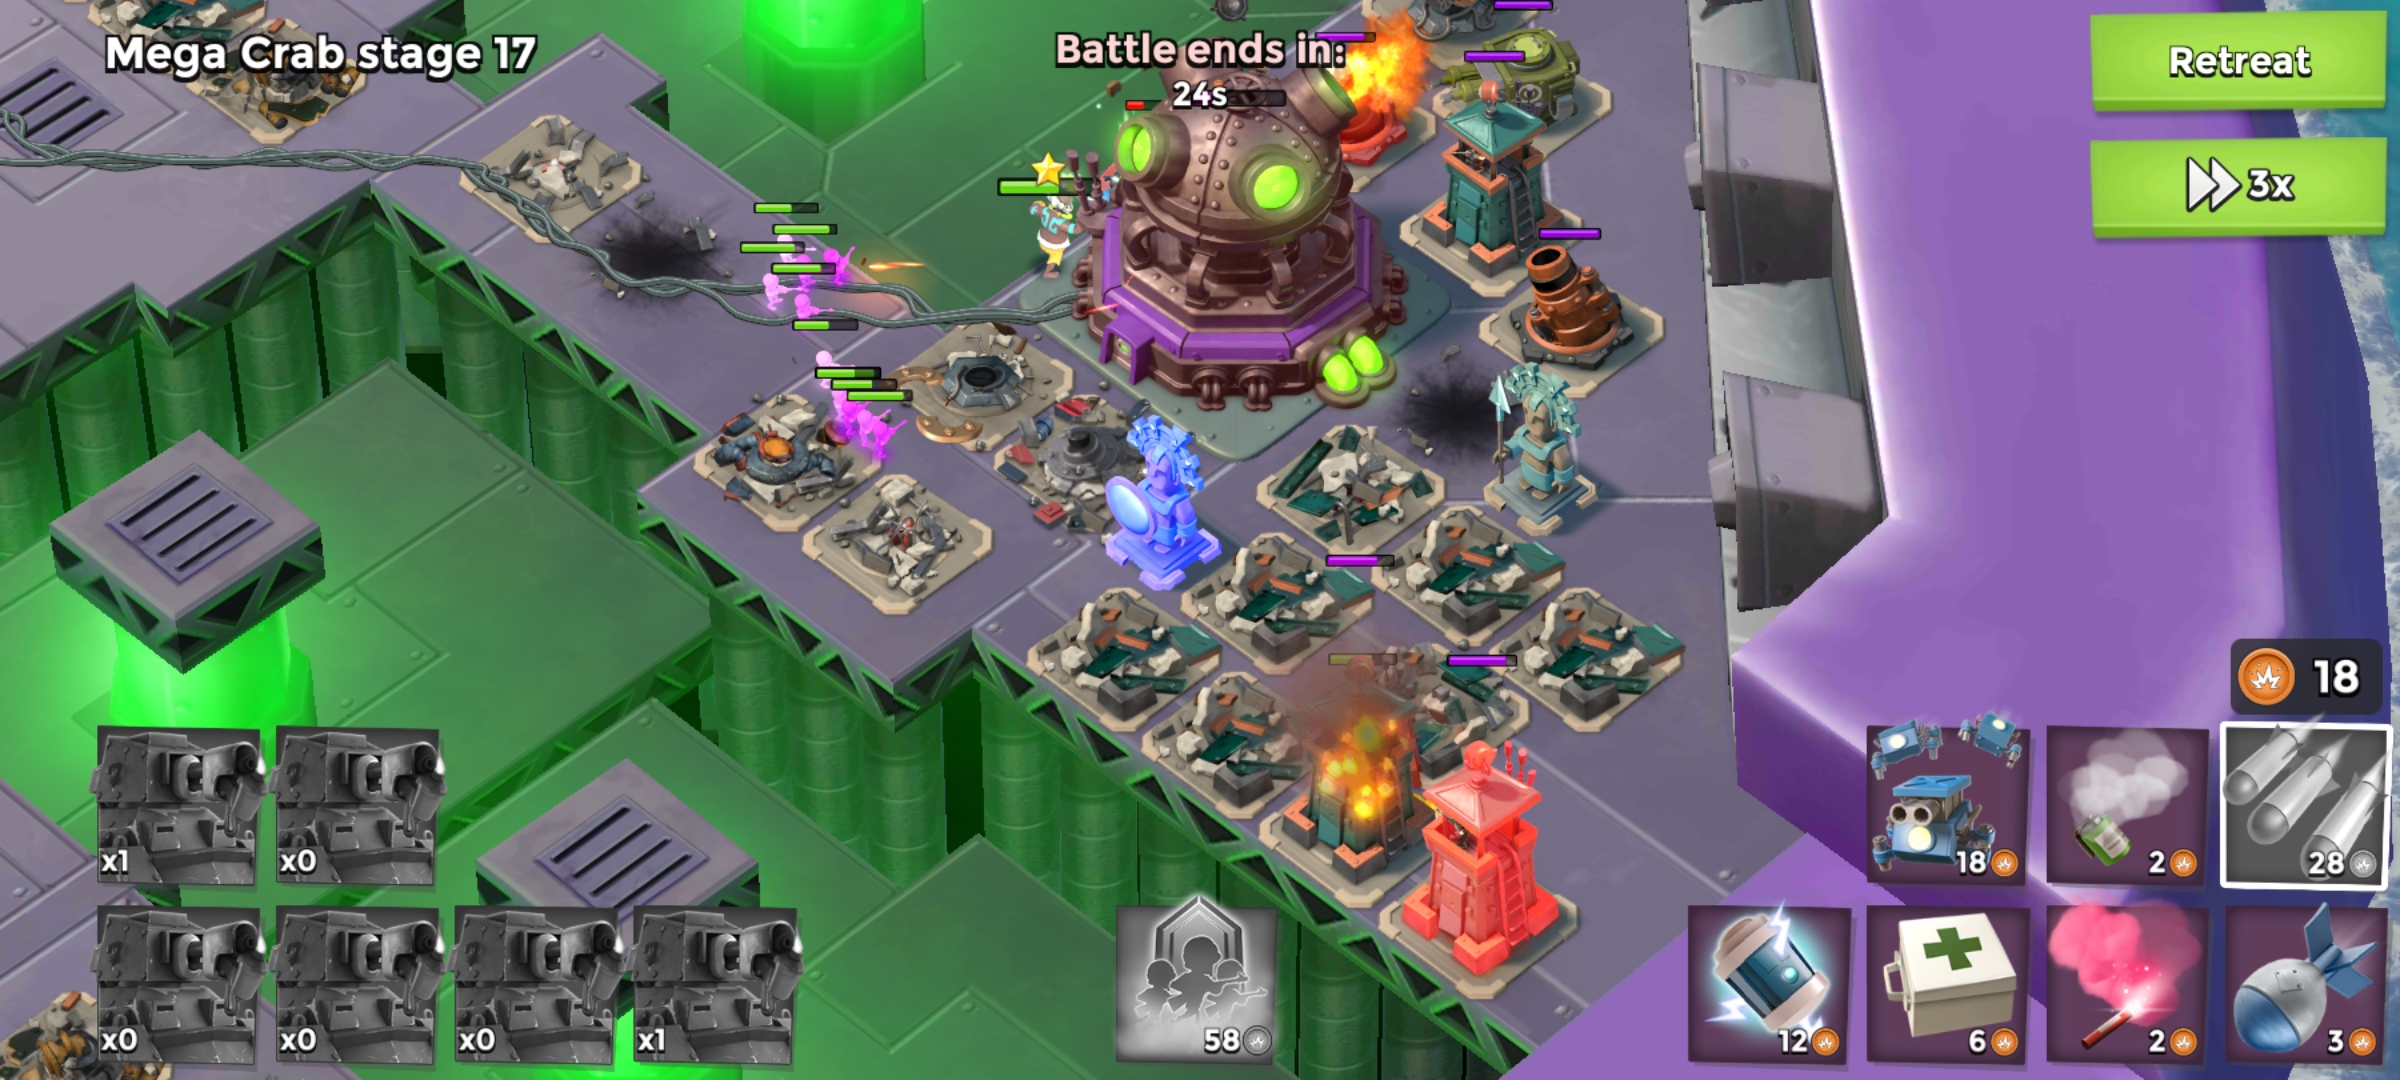 Mega Crab stage 17
Battle ends in:
24s
Retreat
3x
18
18
2
28
x1
x0
x0
x0
x0
x1
58
12
6
2
3